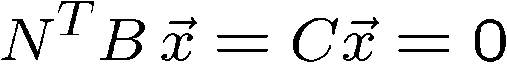 $N^T B \, \vec{x} = C\vec{x} = 0$